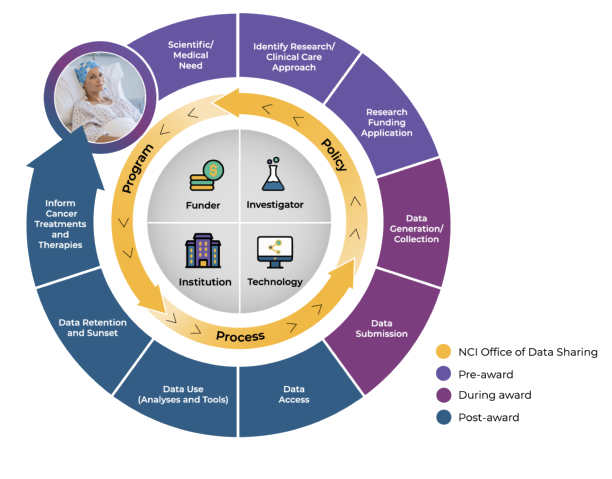 Scientific/
Medical
Need
Identify Research/
Clinical Care
Approach
Research
Funding
Application
Data
Generation/
Collection
Data
Submission
Data
Access
Data Use
(Analyses and Tools)
Data Retention
and Sunset
Inform
Cancer
Treatments
and
Therapies
Program
Policy
Process
Funder
Investigator
Institution
Technology
NCI Office of Data Sharing
Pre-award
During award
Post-award